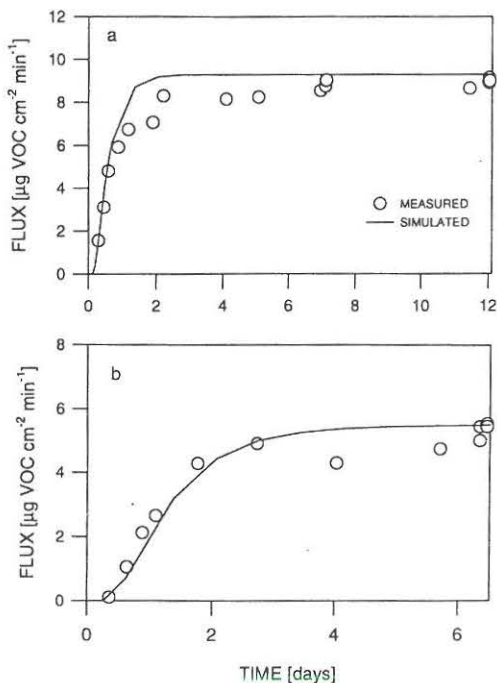 12
a
10
8
6
4
2
0
FLUX [µg VOC cm⁻² min⁻¹]
MEASURED
SIMULATED
0 2 4 6 8 10 12
8
b
6
4
2
0
FLUX [µg VOC cm⁻² min⁻¹]
0 2 4 6
TIME [days]